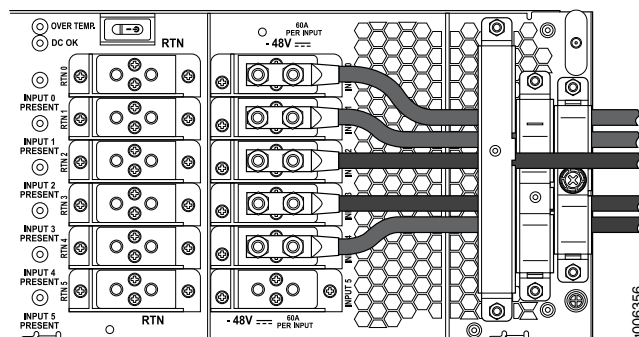 OVER TEMP.
DC OK
RTN
60A
PER INPUT
- 48V
RTN 0
INPUT 0
PRESENT
RTN 1
INPUT 1
PRESENT
RTN 2
INPUT 2
PRESENT
RTN 3
INPUT 3
PRESENT
RTN 4
INPUT 4
PRESENT
RTN 5
INPUT 5
INPUT 5
PRESENT
RTN
- 48V
60A
PER INPUT